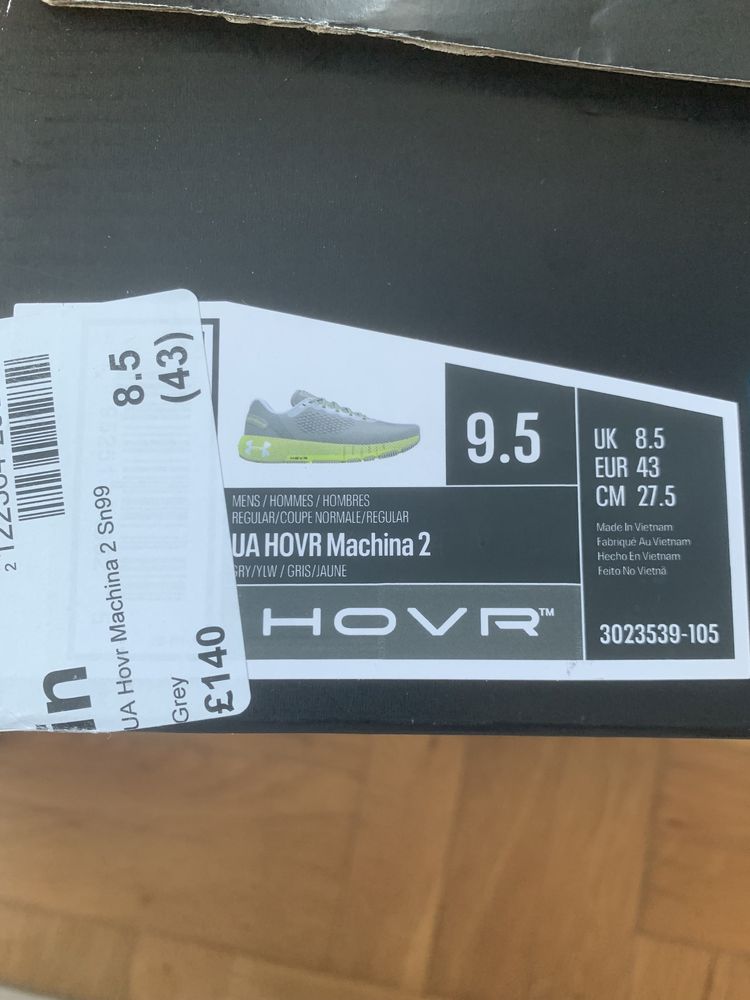 8.5
(43)
UA Hovr Machina 2 Sn99
Grey
£140
in
9.5
UK 8.5
EUR 43
CM 27.5
Made In Vietnam
Fabriqué Au Vietnam
Hecho En Vietnam
Feito No Vietnã
3023539-105
MENS / HOMMES / HOMBRES
REGULAR/COUPE NORMALE/REGULAR
UA HOVR Machina 2
GRY/YLW / GRIS/JAUNE
HOVR™